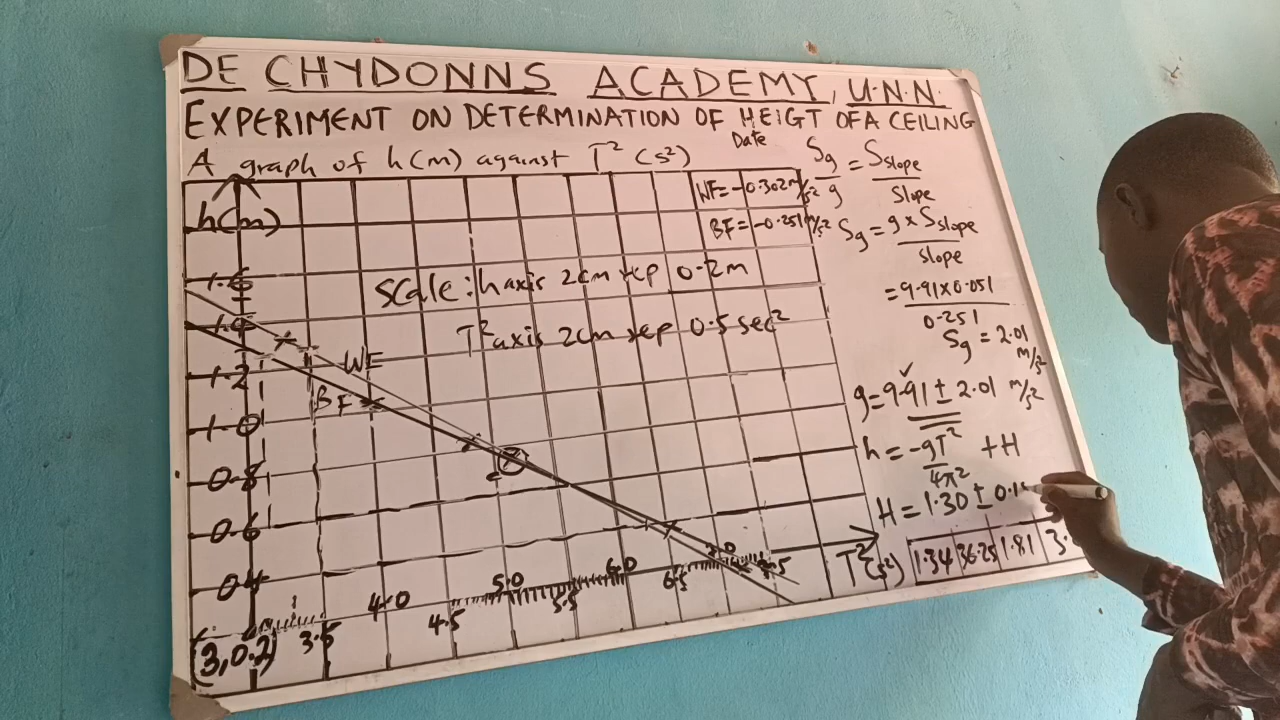 DE CHYDONNS ACADEMY, U.N.N.
EXPERIMENT ON DETERMINATION OF HEIGT OF A CEILING
Date
A graph of h(m) against T² (s²)
h(m)
WF = -0.302 m/s²
BF = -0.251 m/s²
Scale: h axis 2cm rep 0.2m
T² axis 2cm rep 0.5 sec²
1.6
1.4
1.2
1.0
0.8
0.6
0.4
WF
BF
(3, 0.2)
3.5
4.0
4.5
5.0
5.5
6.0
6.5
7.0
7.5
T²(s²)
Sg/g = Sslope/Slope
Sg = g x Sslope/slope
= 9.91 x 0.051/0.251
Sg = 2.01 m/s²
g = 9.91 ± 2.01 m/s²
h = -gT²/4π² + H
H = 1.30 ± 0.1
1.34 36.25 1.81 3.